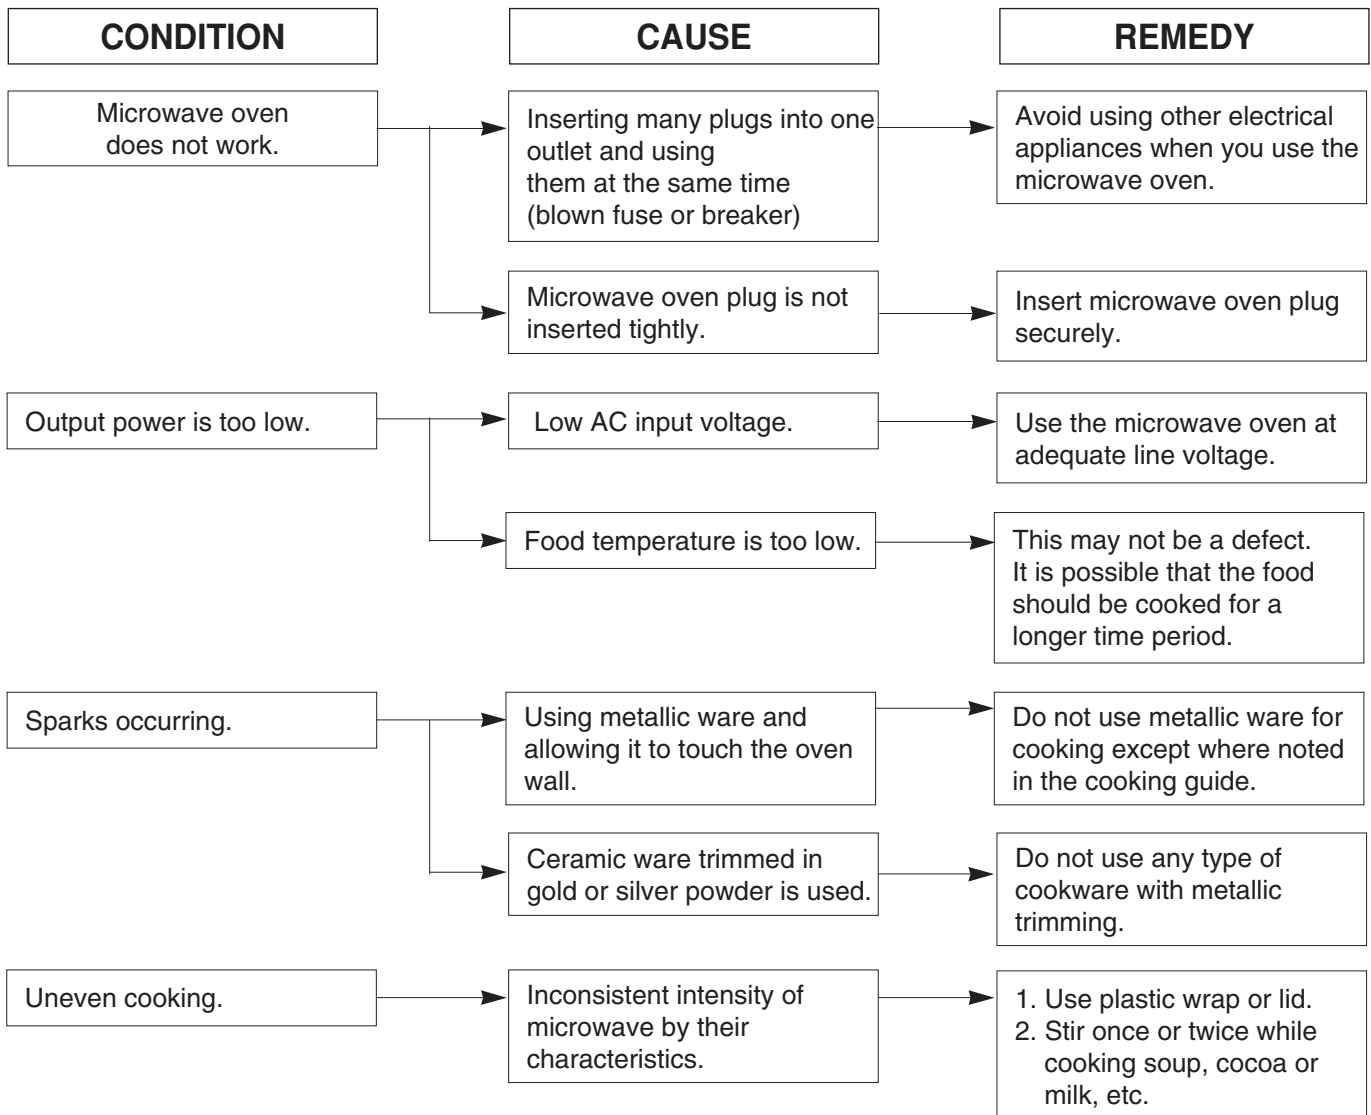 CONDITION
CAUSE
REMEDY
Microwave oven
does not work.
Inserting many plugs into one
outlet and using
them at the same time
(blown fuse or breaker)
Avoid using other electrical
appliances when you use the
microwave oven.
Microwave oven plug is not
inserted tightly.
Insert microwave oven plug
securely.
Output power is too low.
Low AC input voltage.
Use the microwave oven at
adequate line voltage.
Food temperature is too low.
This may not be a defect.
It is possible that the food
should be cooked for a
longer time period.
Sparks occurring.
Using metallic ware and
allowing it to touch the oven
wall.
Do not use metallic ware for
cooking except where noted
in the cooking guide.
Ceramic ware trimmed in
gold or silver powder is used.
Do not use any type of
cookware with metallic
trimming.
Uneven cooking.
Inconsistent intensity of
microwave by their
characteristics.
1. Use plastic wrap or lid.
2. Stir once or twice while
cooking soup, cocoa or
milk, etc.